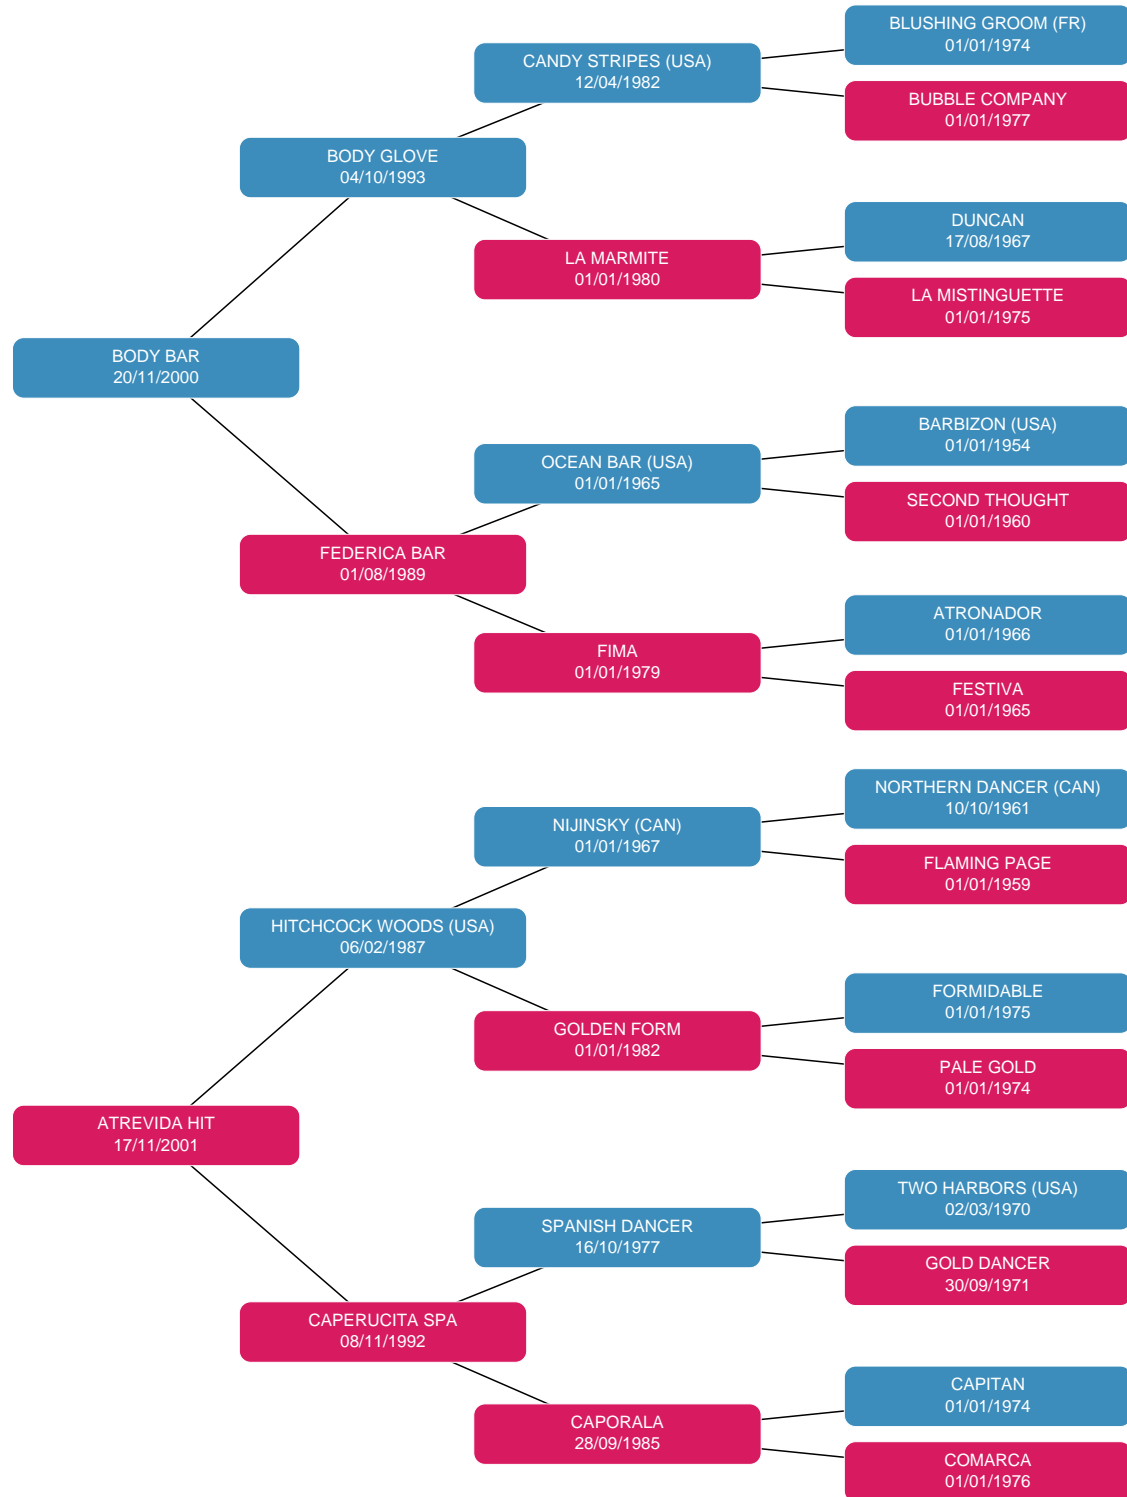 BLUSHING GROOM (FR)
01/01/1974
CANDY STRIPES (USA)
12/04/1982
BUBBLE COMPANY
01/01/1977
BODY GLOVE
04/10/1993
DUNCAN
17/08/1967
LA MARMITE
01/01/1980
LA MISTINGUETTE
01/01/1975
BODY BAR
20/11/2000
BARBIZON (USA)
01/01/1954
OCEAN BAR (USA)
01/01/1965
SECOND THOUGHT
01/01/1960
FEDERICA BAR
01/08/1989
ATRONADOR
01/01/1966
FIMA
01/01/1979
FESTIVA
01/01/1965
NORTHERN DANCER (CAN)
10/10/1961
NIJINSKY (CAN)
01/01/1967
FLAMING PAGE
01/01/1959
HITCHCOCK WOODS (USA)
06/02/1987
FORMIDABLE
01/01/1975
GOLDEN FORM
01/01/1982
PALE GOLD
01/01/1974
ATREVIDA HIT
17/11/2001
TWO HARBORS (USA)
02/03/1970
SPANISH DANCER
16/10/1977
GOLD DANCER
30/09/1971
CAPERUCITA SPA
08/11/1992
CAPITAN
01/01/1974
CAPORALA
28/09/1985
COMARCA
01/01/1976